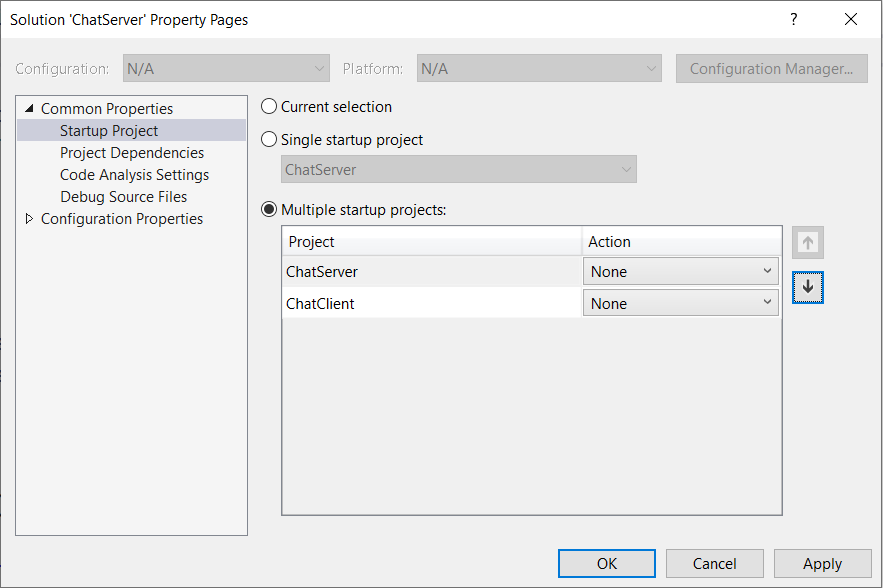 Solution 'ChatServer' Property Pages
?
Configuration: N/A Platform: N/A Configuration Manager...
Common Properties
Startup Project
Project Dependencies
Code Analysis Settings
Debug Source Files
Configuration Properties
Current selection
Single startup project
ChatServer
Multiple startup projects:
Project Action
ChatServer None
ChatClient None
OK Cancel Apply